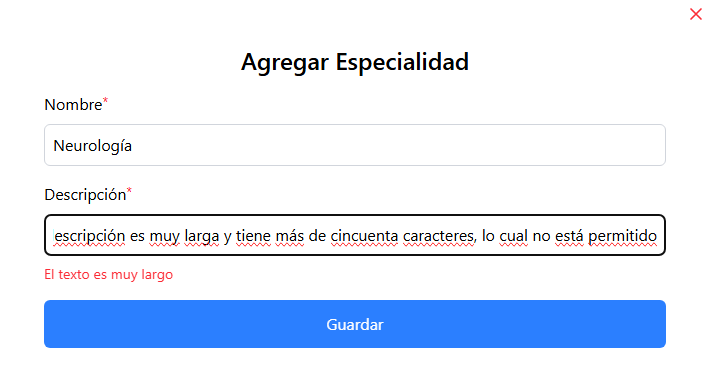 Agregar Especialidad
Nombre*
Neurología
Descripción*
escripción es muy larga y tiene más de cincuenta caracteres, lo cual no está permitido
El texto es muy largo
Guardar